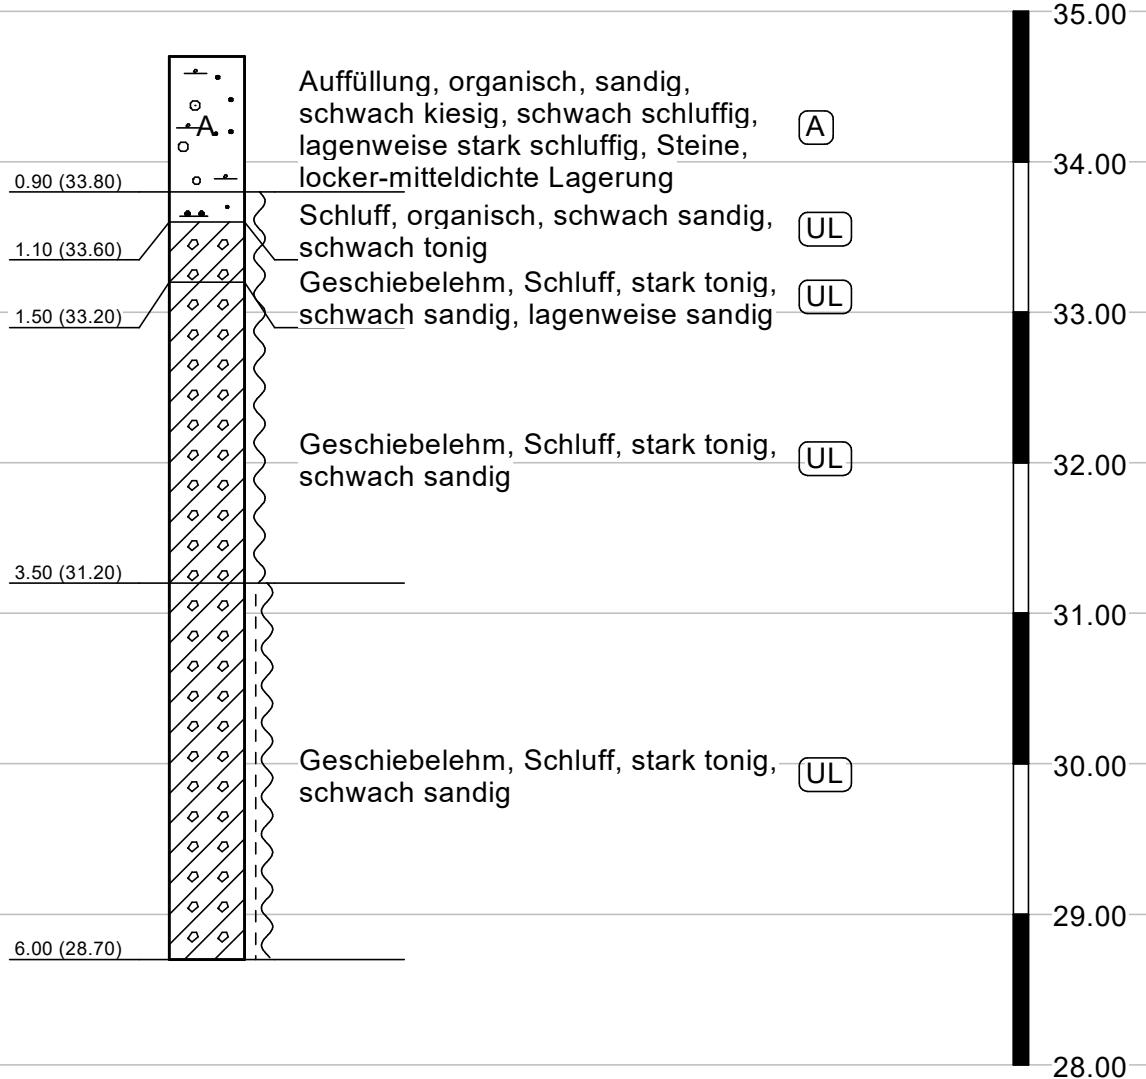 35.00
Auffüllung, organisch, sandig,
schwach kiesig, schwach schluffig,
lagenweise stark schluffig, Steine,
locker-mitteldichte Lagerung
A
A
34.00
0.90 (33.80)
Schluff, organisch, schwach sandig,
schwach tonig
UL
1.10 (33.60)
Geschiebelehm, Schluff, stark tonig,
schwach sandig, lagenweise sandig
UL
1.50 (33.20)
33.00
Geschiebelehm, Schluff, stark tonig,
schwach sandig
UL
32.00
3.50 (31.20)
31.00
Geschiebelehm, Schluff, stark tonig,
schwach sandig
UL
30.00
29.00
6.00 (28.70)
28.00